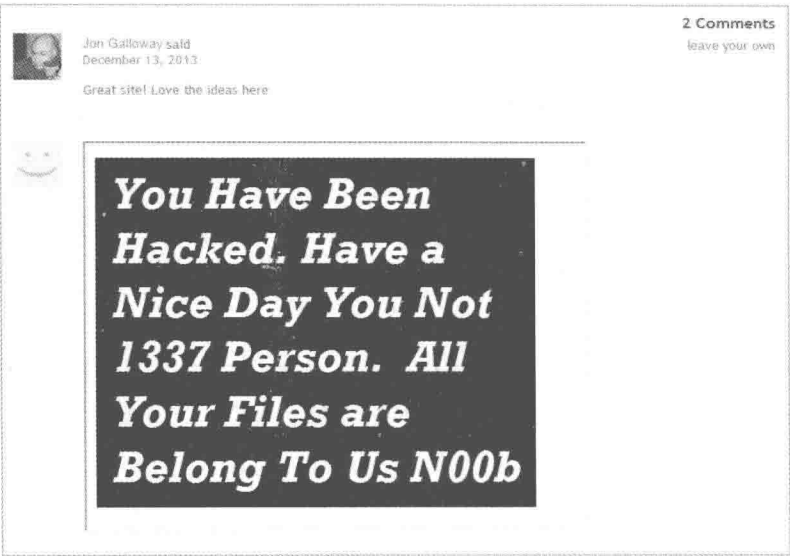 2 Comments
leave your own
Jon Galloway said
December 13, 2013
Great site! Love the ideas here
You Have Been
Hacked. Have a
Nice Day You Not
1337 Person. All
Your Files are
Belong To Us N00b